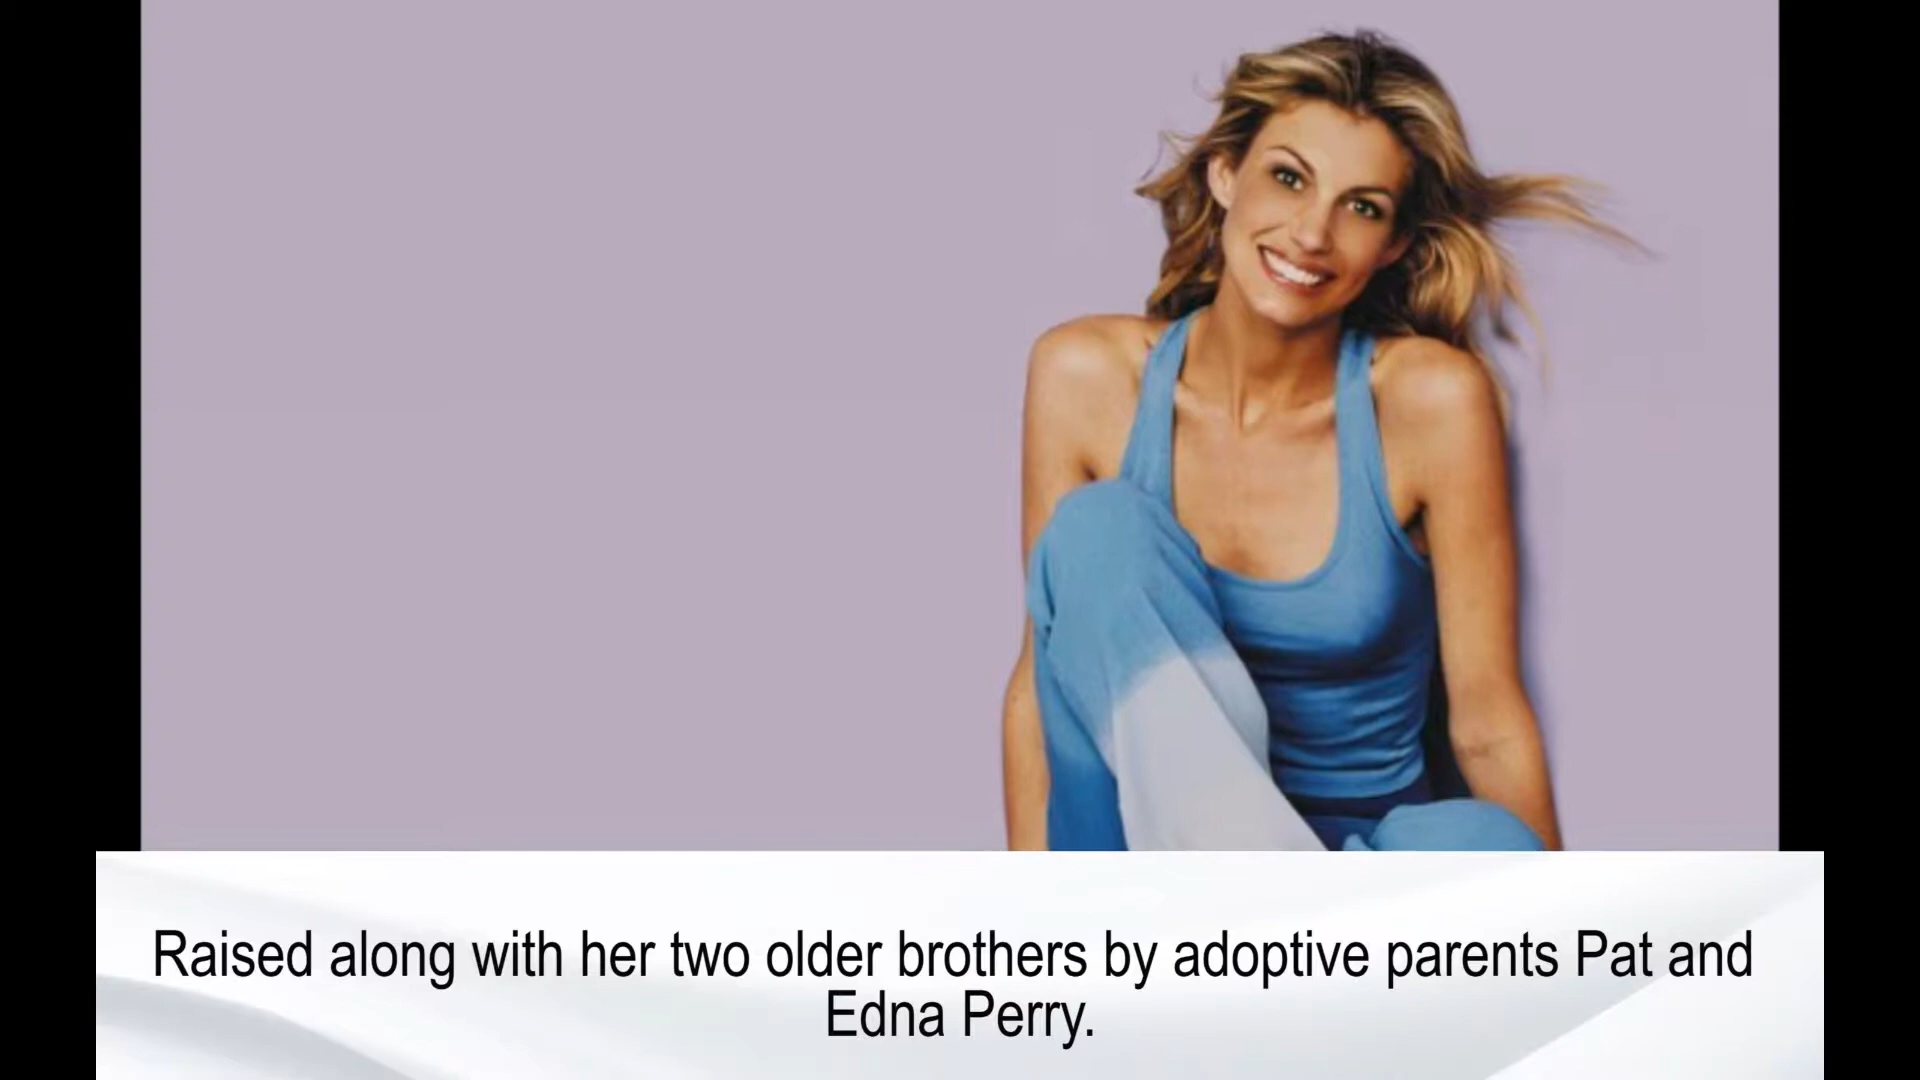 Raised along with her two older brothers by adoptive parents Pat and
Edna Perry.